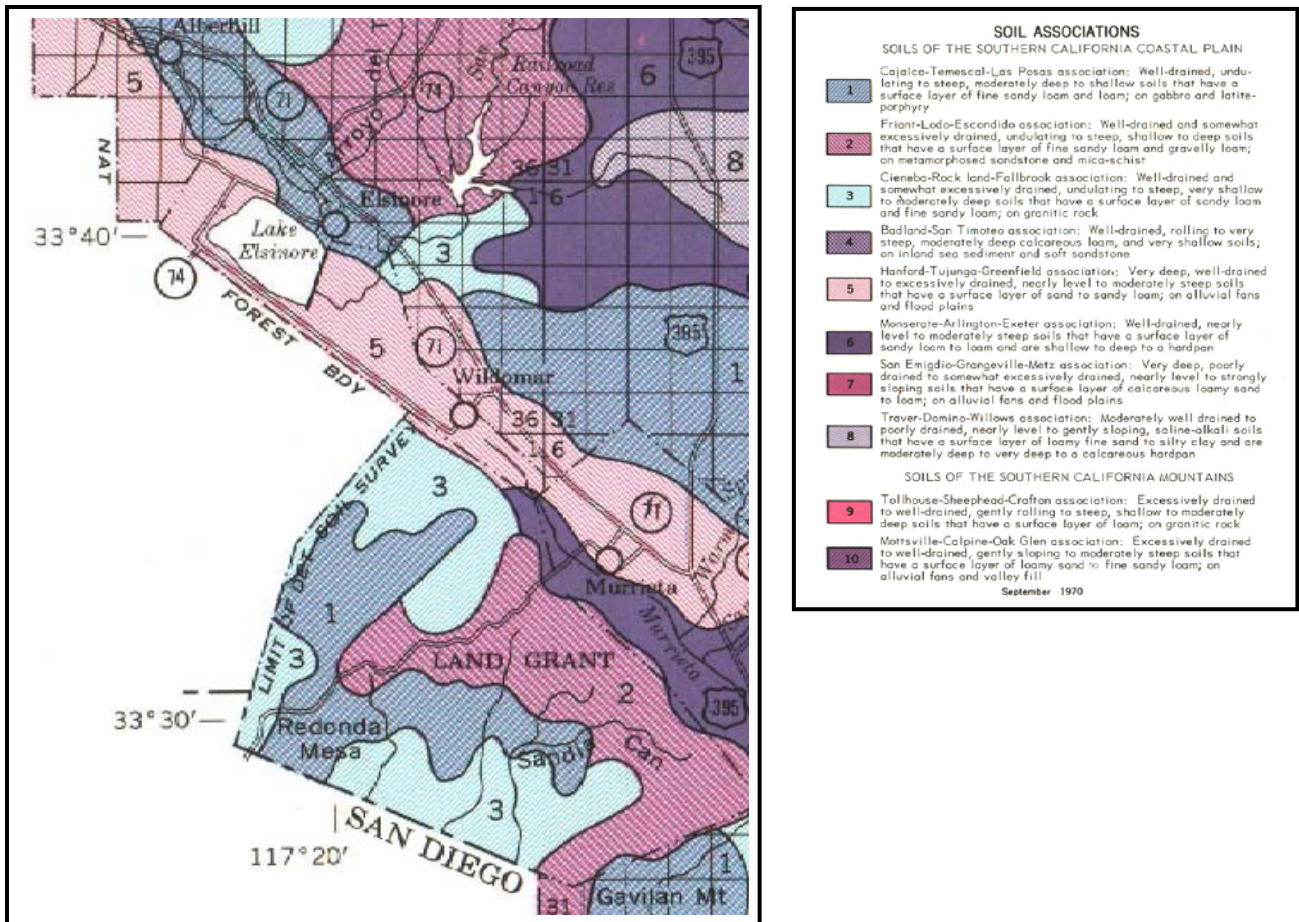 Alberhill
5
71
NAT
Arroyo del T
74
San
Railroad
Canyon Res
6
395
8
36 31
1 6
Elsinore
Lake
Elsinore
33°40'
74
3
FOREST
BDY
5
71
395
1
Wildomar
36 31
1 6
LIMIT OF DET. SOIL SURVEY
3
71
Murrieta
Murrieta
Warm
1
3
LAND GRANT
2
395
33°30'
Redonda
Mesa
Sandia
Can
3
SAN DIEGO
117°20'
1
31
Gavilan Mt
SOIL ASSOCIATIONS
SOILS OF THE SOUTHERN CALIFORNIA COASTAL PLAIN
1
Cajalco-Temescal-Las Posas association: Well-drained, undu-
lating to steep, moderately deep to shallow soils that have a
surface layer of fine sandy loam and loam; on gabbro and latite-
porphyry
2
Friant-Lodo-Escondido association: Well-drained and somewhat
excessively drained, undulating to steep, shallow to deep soils
that have a surface layer of fine sandy loam and gravelly loam;
on metamorphosed sandstone and mica-schist
3
Cieneba-Rock land-Fallbrook association: Well-drained and
somewhat excessively drained, undulating to steep, very shallow
to moderately deep soils that have a surface layer of sandy loam
and fine sandy loam; on granitic rock
4
Badland-San Timoteo association: Well-drained, rolling to very
steep, moderately deep calcareous loam, and very shallow soils;
on inland sea sediment and soft sandstone
5
Hanford-Tujunga-Greenfield association: Very deep, well-drained
to excessively drained, nearly level to moderately steep soils
that have a surface layer of sand to sandy loam; on alluvial fans
and flood plains
6
Monserate-Arlington-Exeter association: Well-drained, nearly
level to moderately steep soils that have a surface layer of
sandy loam to loam and are shallow to deep to a hardpan
7
San Emigdio-Grangeville-Metz association: Very deep, poorly
drained to somewhat excessively drained, nearly level to strongly
sloping soils that have a surface layer of calcareous loamy sand
to loam; on alluvial fans and flood plains
8
Traver-Domino-Willows association: Moderately well drained to
poorly drained, nearly level to gently sloping, saline-alkali soils
that have a surface layer of loamy fine sand to silty clay and are
moderately deep to very deep to a calcareous hardpan
SOILS OF THE SOUTHERN CALIFORNIA MOUNTAINS
9
Tollhouse-Sheephead-Crafton association: Excessively drained
to well-drained, gently rolling to steep, shallow to moderately
deep soils that have a surface layer of loam; on granitic rock
10
Mottsville-Calpine-Oak Glen association: Excessively drained
to well-drained, gently sloping to moderately steep soils that
have a surface layer of loamy sand to fine sandy loam; on
alluvial fans and valley fill
September 1970